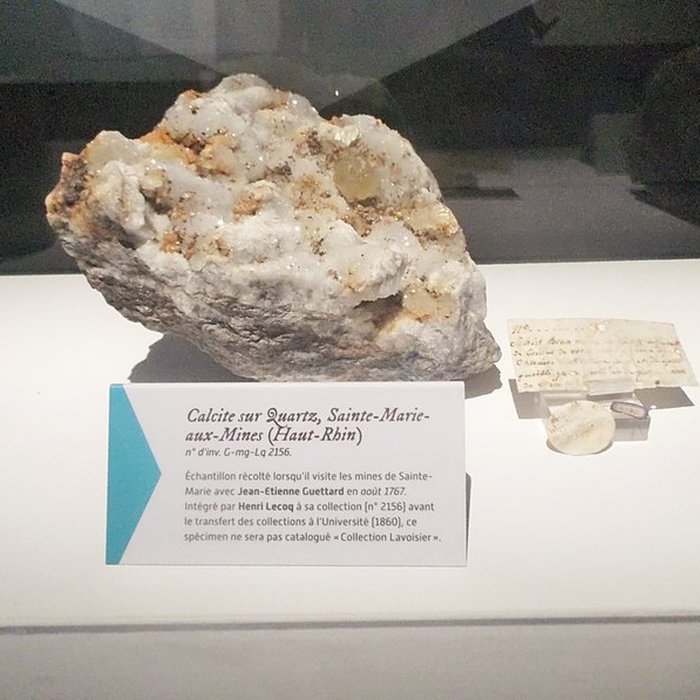 Calcite sur Quartz, Sainte-Marie-
aux-Mines (Haut-Rhin)
n° d'inv. G-mg-Lq 2156.
Échantillon récolté lorsqu'il visite les mines de Sainte-
Marie avec Jean-Etienne Guettard en août 1767.
Intégré par Henri Lecoq à sa collection [n° 2156] avant
le transfert des collections à l'Université [1860], ce
spécimen ne sera pas catalogué « Collection Lavoisier ».